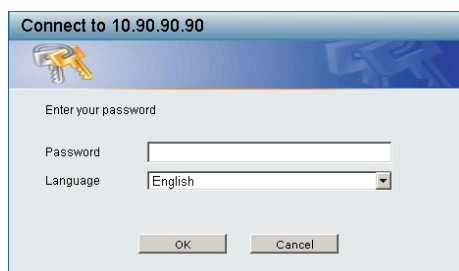 Connect to 10.90.90.90
Enter your password
Password
Language English
OK Cancel